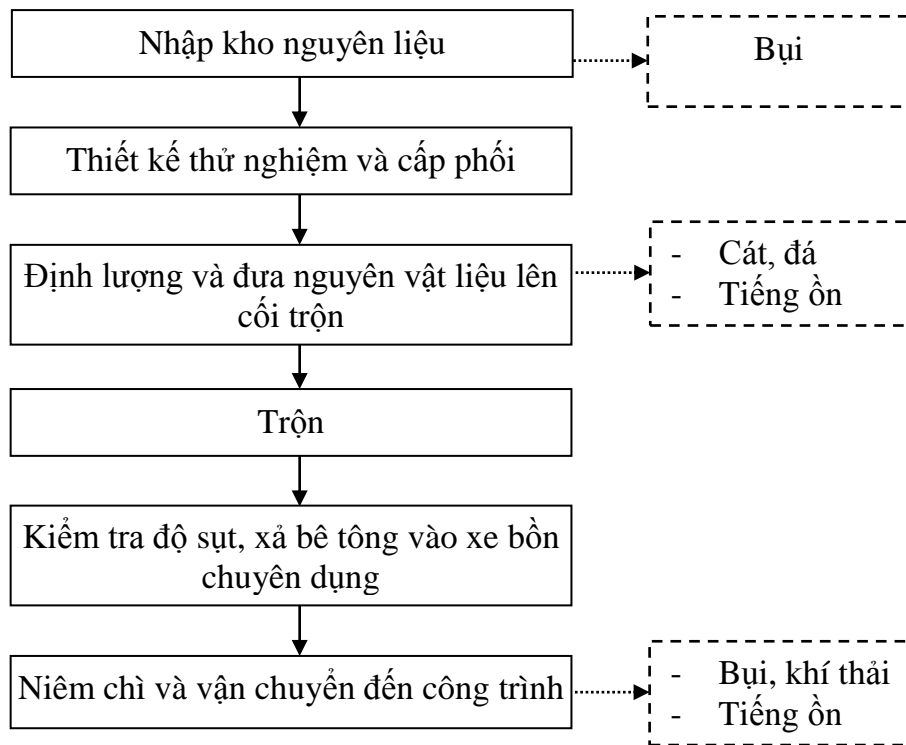 Nhập kho nguyên liệu
Bụi
Thiết kế thử nghiệm và cấp phối
Định lượng và đưa nguyên vật liệu lên
cối trộn
- Cát, đá
- Tiếng ồn
Trộn
Kiểm tra độ sụt, xả bê tông vào xe bồn
chuyên dụng
Niêm chì và vận chuyển đến công trình
- Bụi, khí thải
- Tiếng ồn